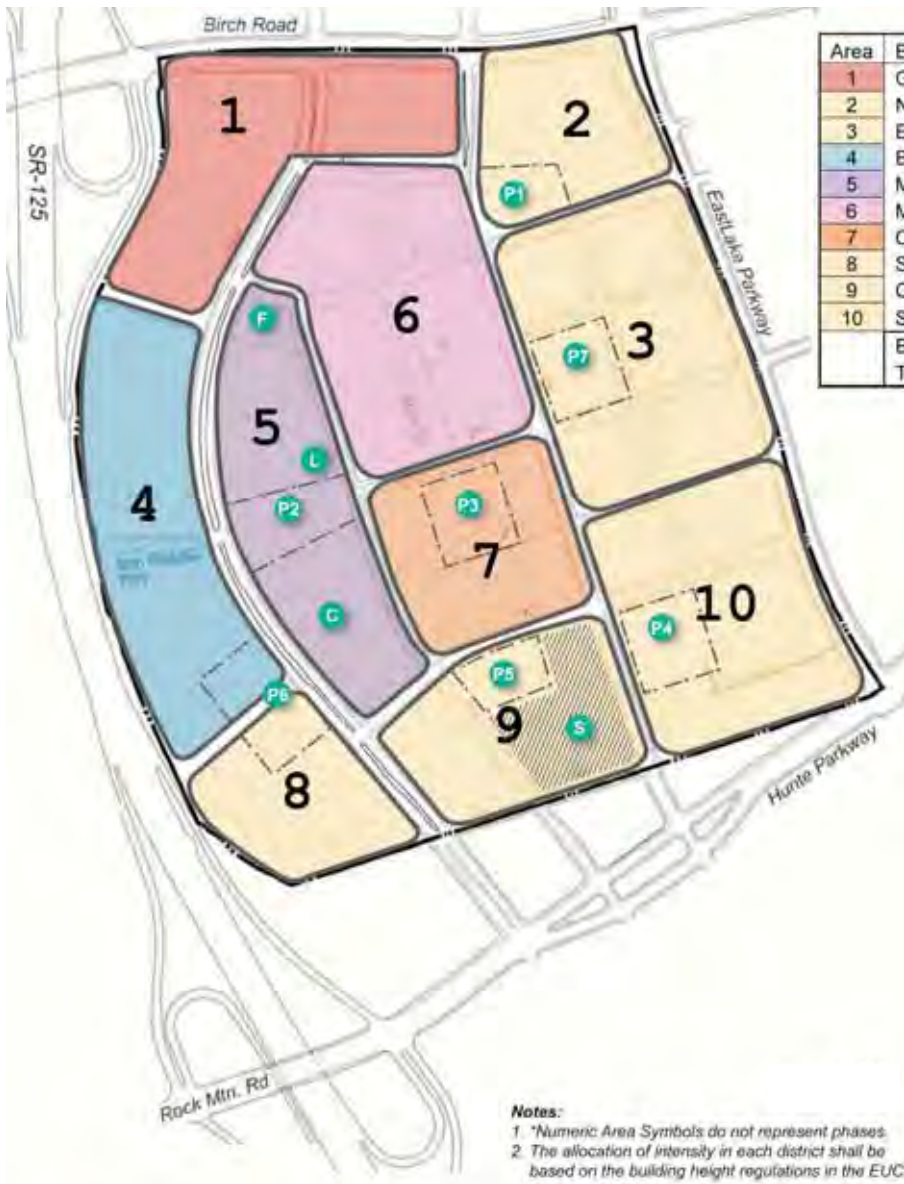 Birch Road
SR-125
EastLake Parkway
Hunte Parkway
Rock Mtn. Rd
1
2
P1
6
3
P7
F
5
L
P2
4
P3
7
C
10
P4
P5
9
S
P6
8
Area
1
2
3
4
5
6
7
8
9
10
Notes:
1. *Numeric Area Symbols do not represent phases.
2. The allocation of intensity in each district shall be
based on the building height regulations in the EUC